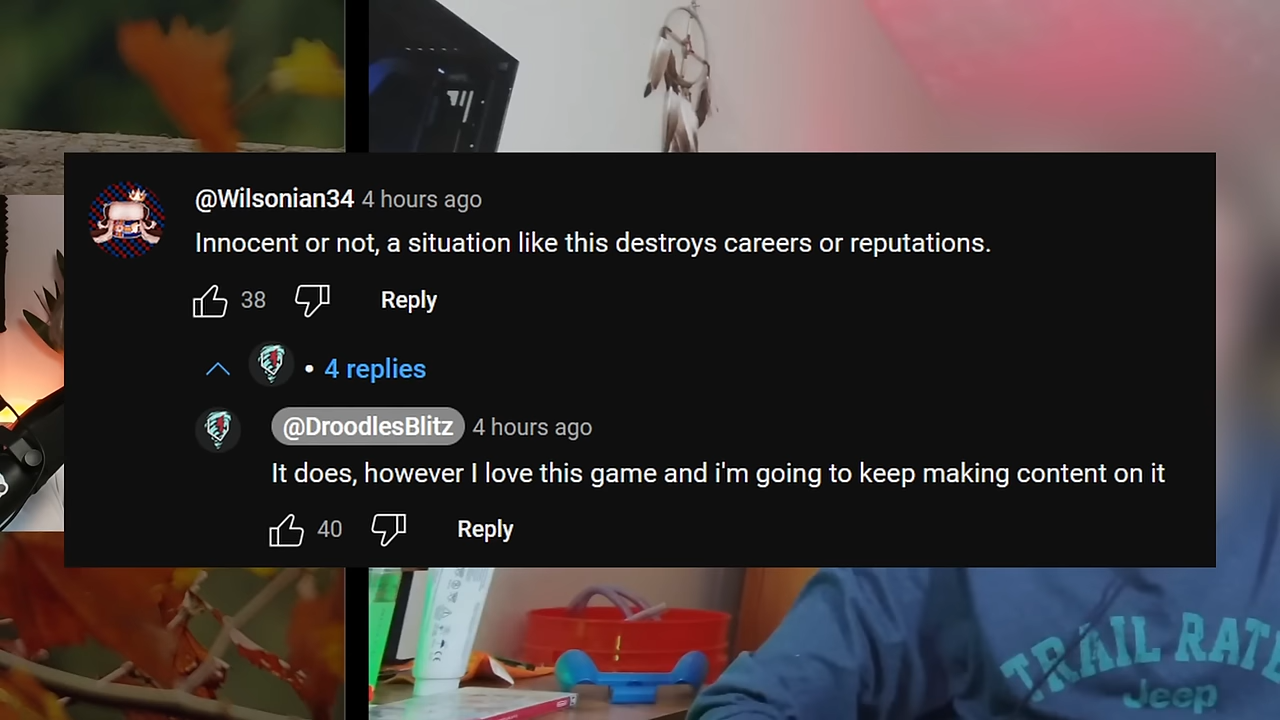 @Wilsonian34 4 hours ago
Innocent or not, a situation like this destroys careers or reputations.
38 Reply
• 4 replies
@DroodlesBlitz 4 hours ago
It does, however I love this game and i'm going to keep making content on it
40 Reply
TRAIL RATE
Jeep